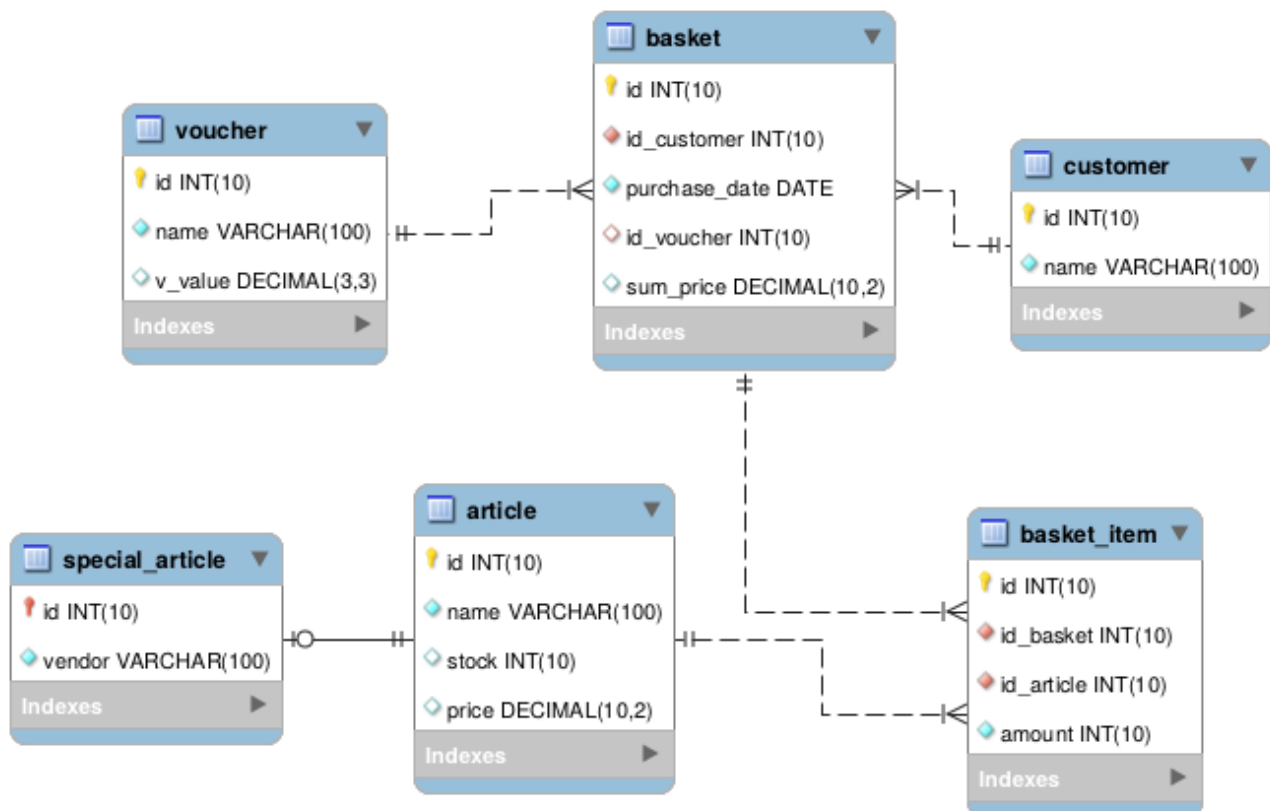 basket
id INT(10)
id_customer INT(10)
purchase_date DATE
id_voucher INT(10)
sum_price DECIMAL(10,2)
Indexes
voucher
id INT(10)
name VARCHAR(100)
v_value DECIMAL(3,3)
Indexes
customer
id INT(10)
name VARCHAR(100)
Indexes
article
id INT(10)
name VARCHAR(100)
stock INT(10)
price DECIMAL(10,2)
Indexes
special_article
id INT(10)
vendor VARCHAR(100)
Indexes
basket_item
id INT(10)
id_basket INT(10)
id_article INT(10)
amount INT(10)
Indexes